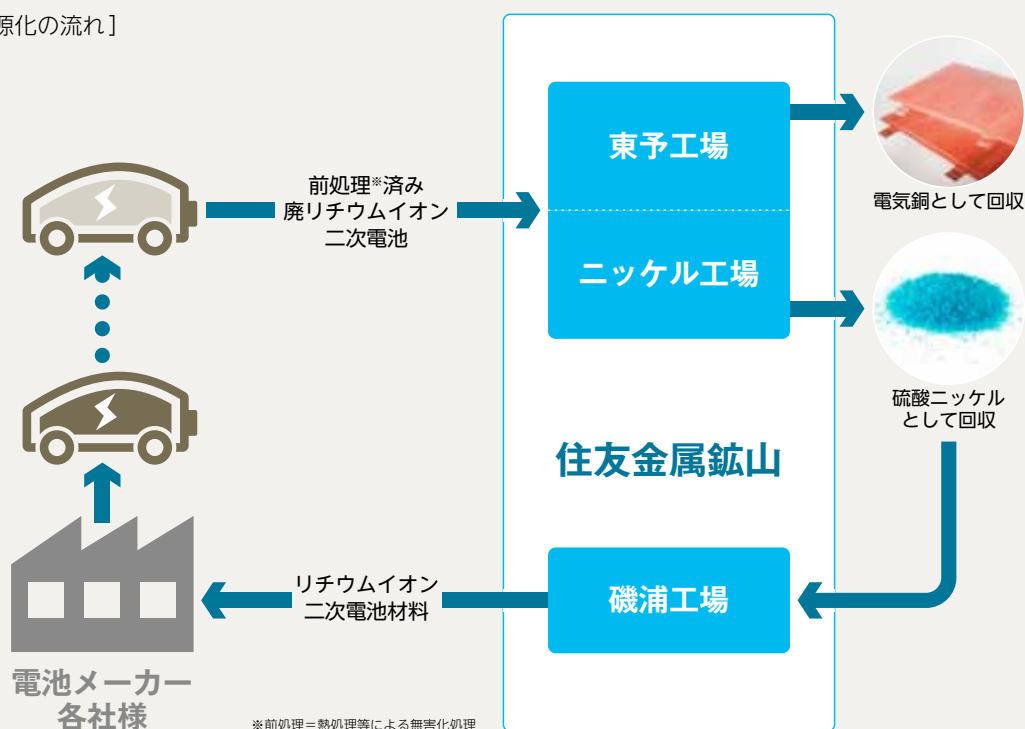 源化の流れ]
前処理※済み
廃リチウムイオン
二次電池
東予工場
ニッケル工場
電気銅として回収
硫酸ニッケル
として回収
住友金属鉱山
磯浦工場
リチウムイオン
二次電池材料
電池メーカー
各社様
※前処理=熱処理等による無害化処理